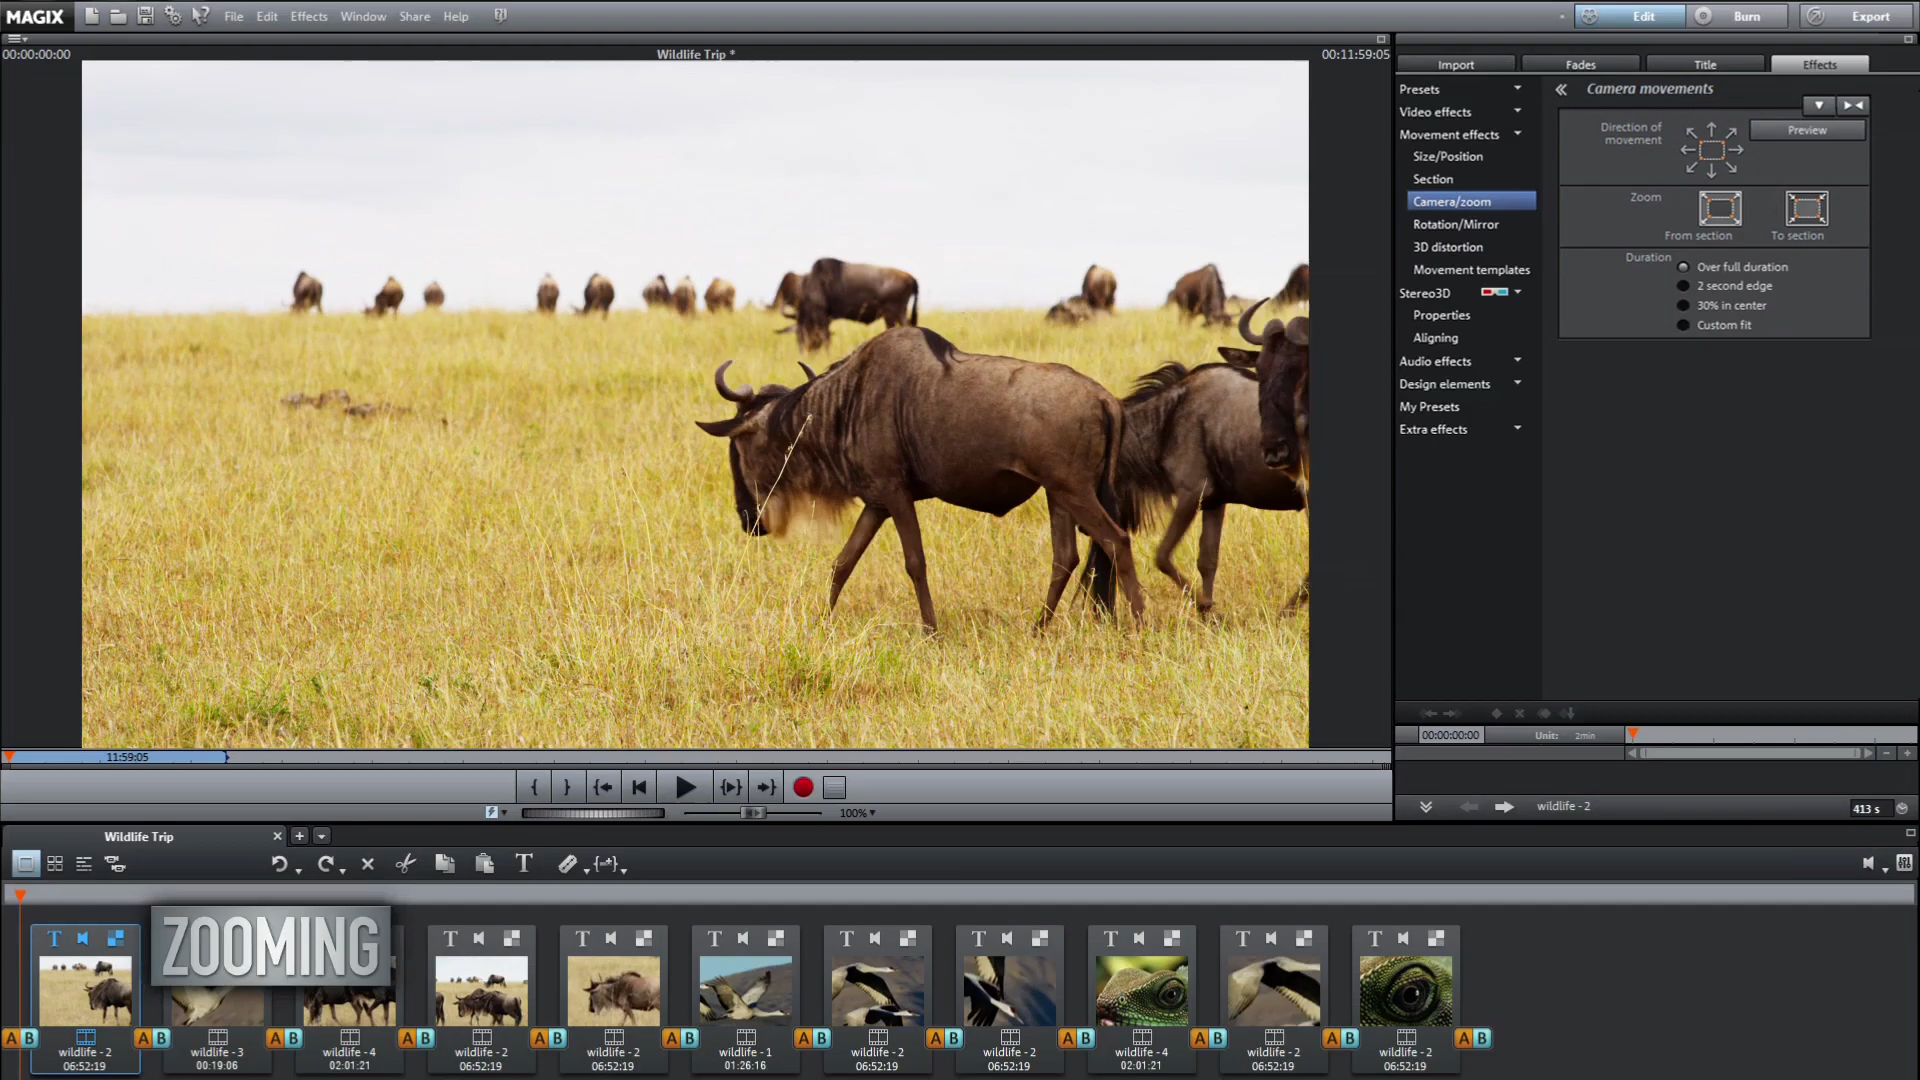 MAGIX File Edit Effects Window Share Help Edit Burn Export
00:00:00:00 Wildlife Trip * 00:11:59:05
Import Fades Title Effects
Presets
Video effects
Movement effects
Size/Position
Section
Camera/zoom
Rotation/Mirror
3D distortion
Movement templates
Stereo3D
Properties
Aligning
Audio effects
Design elements
My Presets
Extra effects
Camera movements
Direction of
movement
Preview
Zoom
From section To section
Duration
Over full duration
2 second edge
30% in center
Custom fit
00:00:00:00 Unit: 2min
wildlife - 2 413 s
11:59:05
100%
Wildlife Trip
ZOOMING
T T T T T T T T T
A B A B A B A B A B A B A B A B A B A B A B A B
wildlife - 2 wildlife - 3 wildlife - 4 wildlife - 2 wildlife - 2 wildlife - 1 wildlife - 2 wildlife - 2 wildlife - 4 wildlife - 2 wildlife - 2
06:52:19 00:19:06 02:01:21 06:52:19 06:52:19 01:26:16 06:52:19 06:52:19 02:01:21 06:52:19 06:52:19